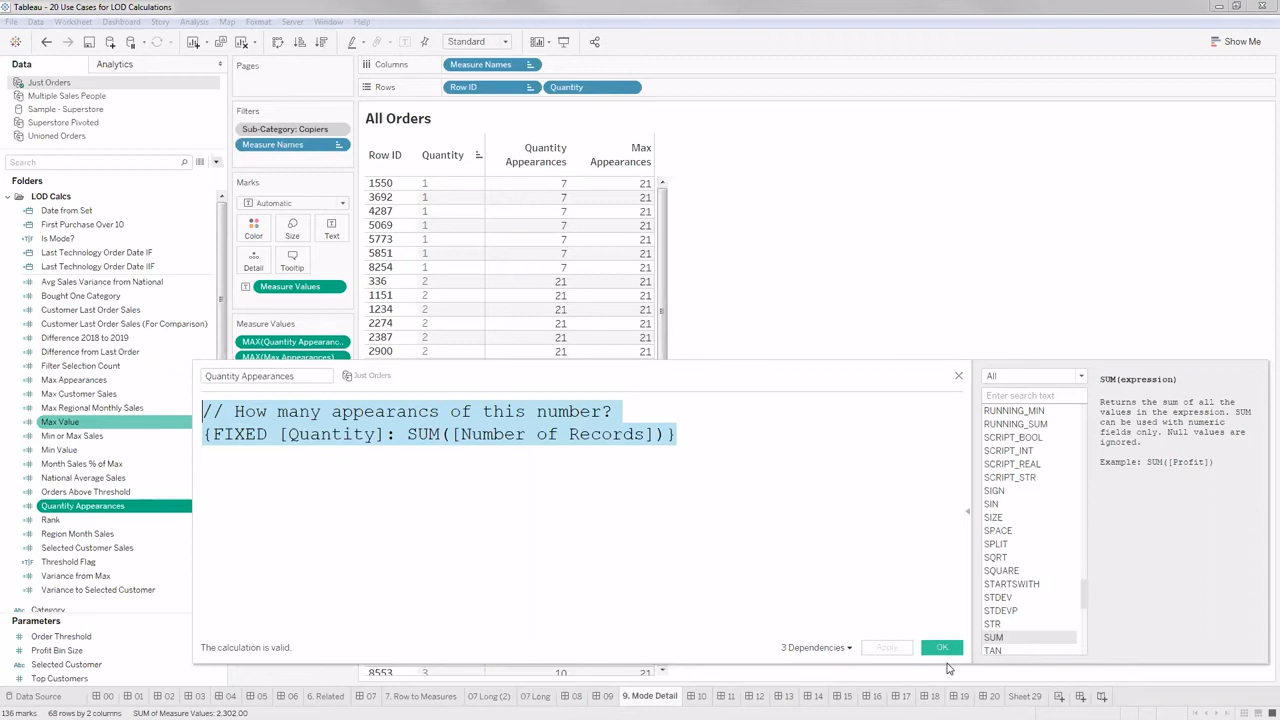 Tableau - 20 Use Cases for LOD Calculations
File Data Worksheet Dashboard Story Analysis Map Format Server Window Help
Standard
Show Me
Data Analytics
Just Orders
Multiple Sales People
Sample - Superstore
Superstore Pivoted
Unioned Orders
Search
Folders
LOD Calcs
Date from Set
First Purchase Over 10
Is Mode?
Last Technology Order Date IF
Last Technology Order Date IIF
Avg Sales Variance from National
Bought One Category
Customer Last Order Sales
Customer Last Order Sales (For Comparison)
Difference 2018 to 2019
Difference from Last Order
Filter Selection Count
Max Appearances
Max Customer Sales
Max Regional Monthly Sales
Max Value
Min or Max Sales
Min Value
Month Sales % of Max
National Average Sales
Orders Above Threshold
Quantity Appearances
Rank
Region Month Sales
Selected Customer Sales
Threshold Flag
Variance from Max
Variance to Selected Customer
Abc Category
Parameters
Order Threshold
Profit Bin Size
Abc Selected Customer
Top Customers
Pages
Filters
Sub-Category: Copiers
Measure Names
Marks
Automatic
Color Size Text
Detail Tooltip
Measure Values
Measure Values
MAX(Quantity Appearanc..
MAX(Max Appearances)
Columns Measure Names
Rows Row ID Quantity
All Orders
Row ID Quantity Quantity Appearances Max Appearances
1550 1 7 21
3692 1 7 21
4287 1 7 21
5069 1 7 21
5773 1 7 21
5851 1 7 21
8254 1 7 21
336 2 21 21
1151 2 21 21
1234 2 21 21
2274 2 21 21
2387 2 21 21
2900 2 21 21
Quantity Appearances Just Orders
// How many appearancs of this number?
{FIXED [Quantity]: SUM([Number of Records])}
The calculation is valid.
3 Dependencies Apply OK
All
Enter search text
RUNNING_MIN
RUNNING_SUM
SCRIPT_BOOL
SCRIPT_INT
SCRIPT_REAL
SCRIPT_STR
SIGN
SIN
SIZE
SPACE
SPLIT
SQRT
SQUARE
STARTSWITH
STDEV
STDEVP
STR
SUM
TAN
SUM(expression)
Returns the sum of all the
values in the expression. SUM
can be used with numeric
fields only. Null values are
ignored.
Example: SUM([Profit])
8553 10 21
Data Source 00 01 02 03 04 05 06 6. Related 07 7. Row to Measures 07 Long (2) 07 Long 08 09 9. Mode Detail 10 11 12 13 14 15 16 17 18 19 20 Sheet 29
136 marks 68 rows by 2 columns SUM of Measure Values: 2.302.00